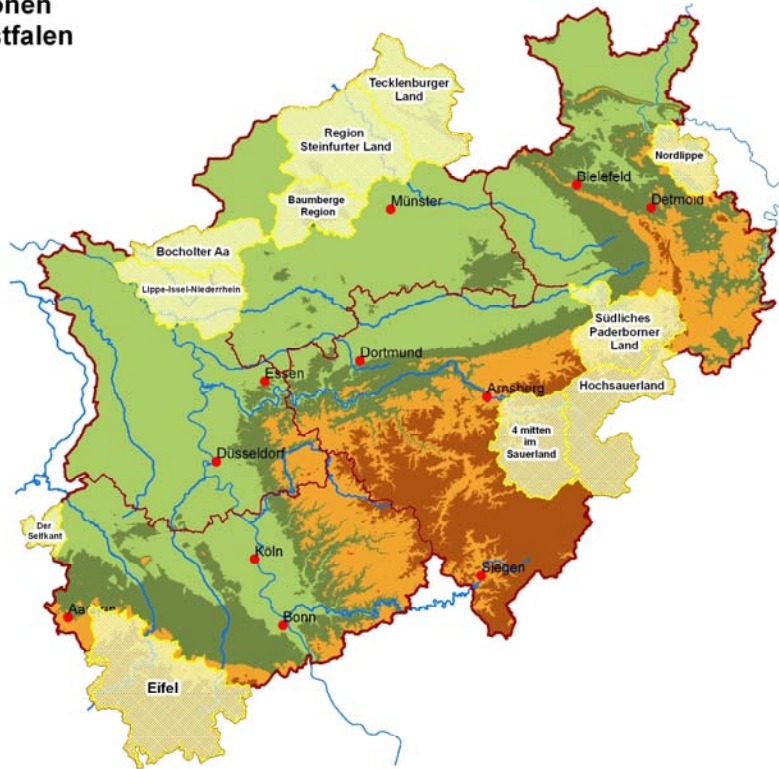 onen
stfalen
Tecklenburger
Land
Region
Steinfurter Land
Nordlippe
Bielefeld
Baumberge
Region
Münster
Detmold
Bocholter Aa
Lippe-Issel-Niederrhein
Südliches
Paderborner
Land
Dortmund
Essen
Hochsauerland
Arnsberg
4 mitten
im
Sauerland
Düsseldorf
Der
Selfkant
Köln
Siegen
Bonn
Eifel